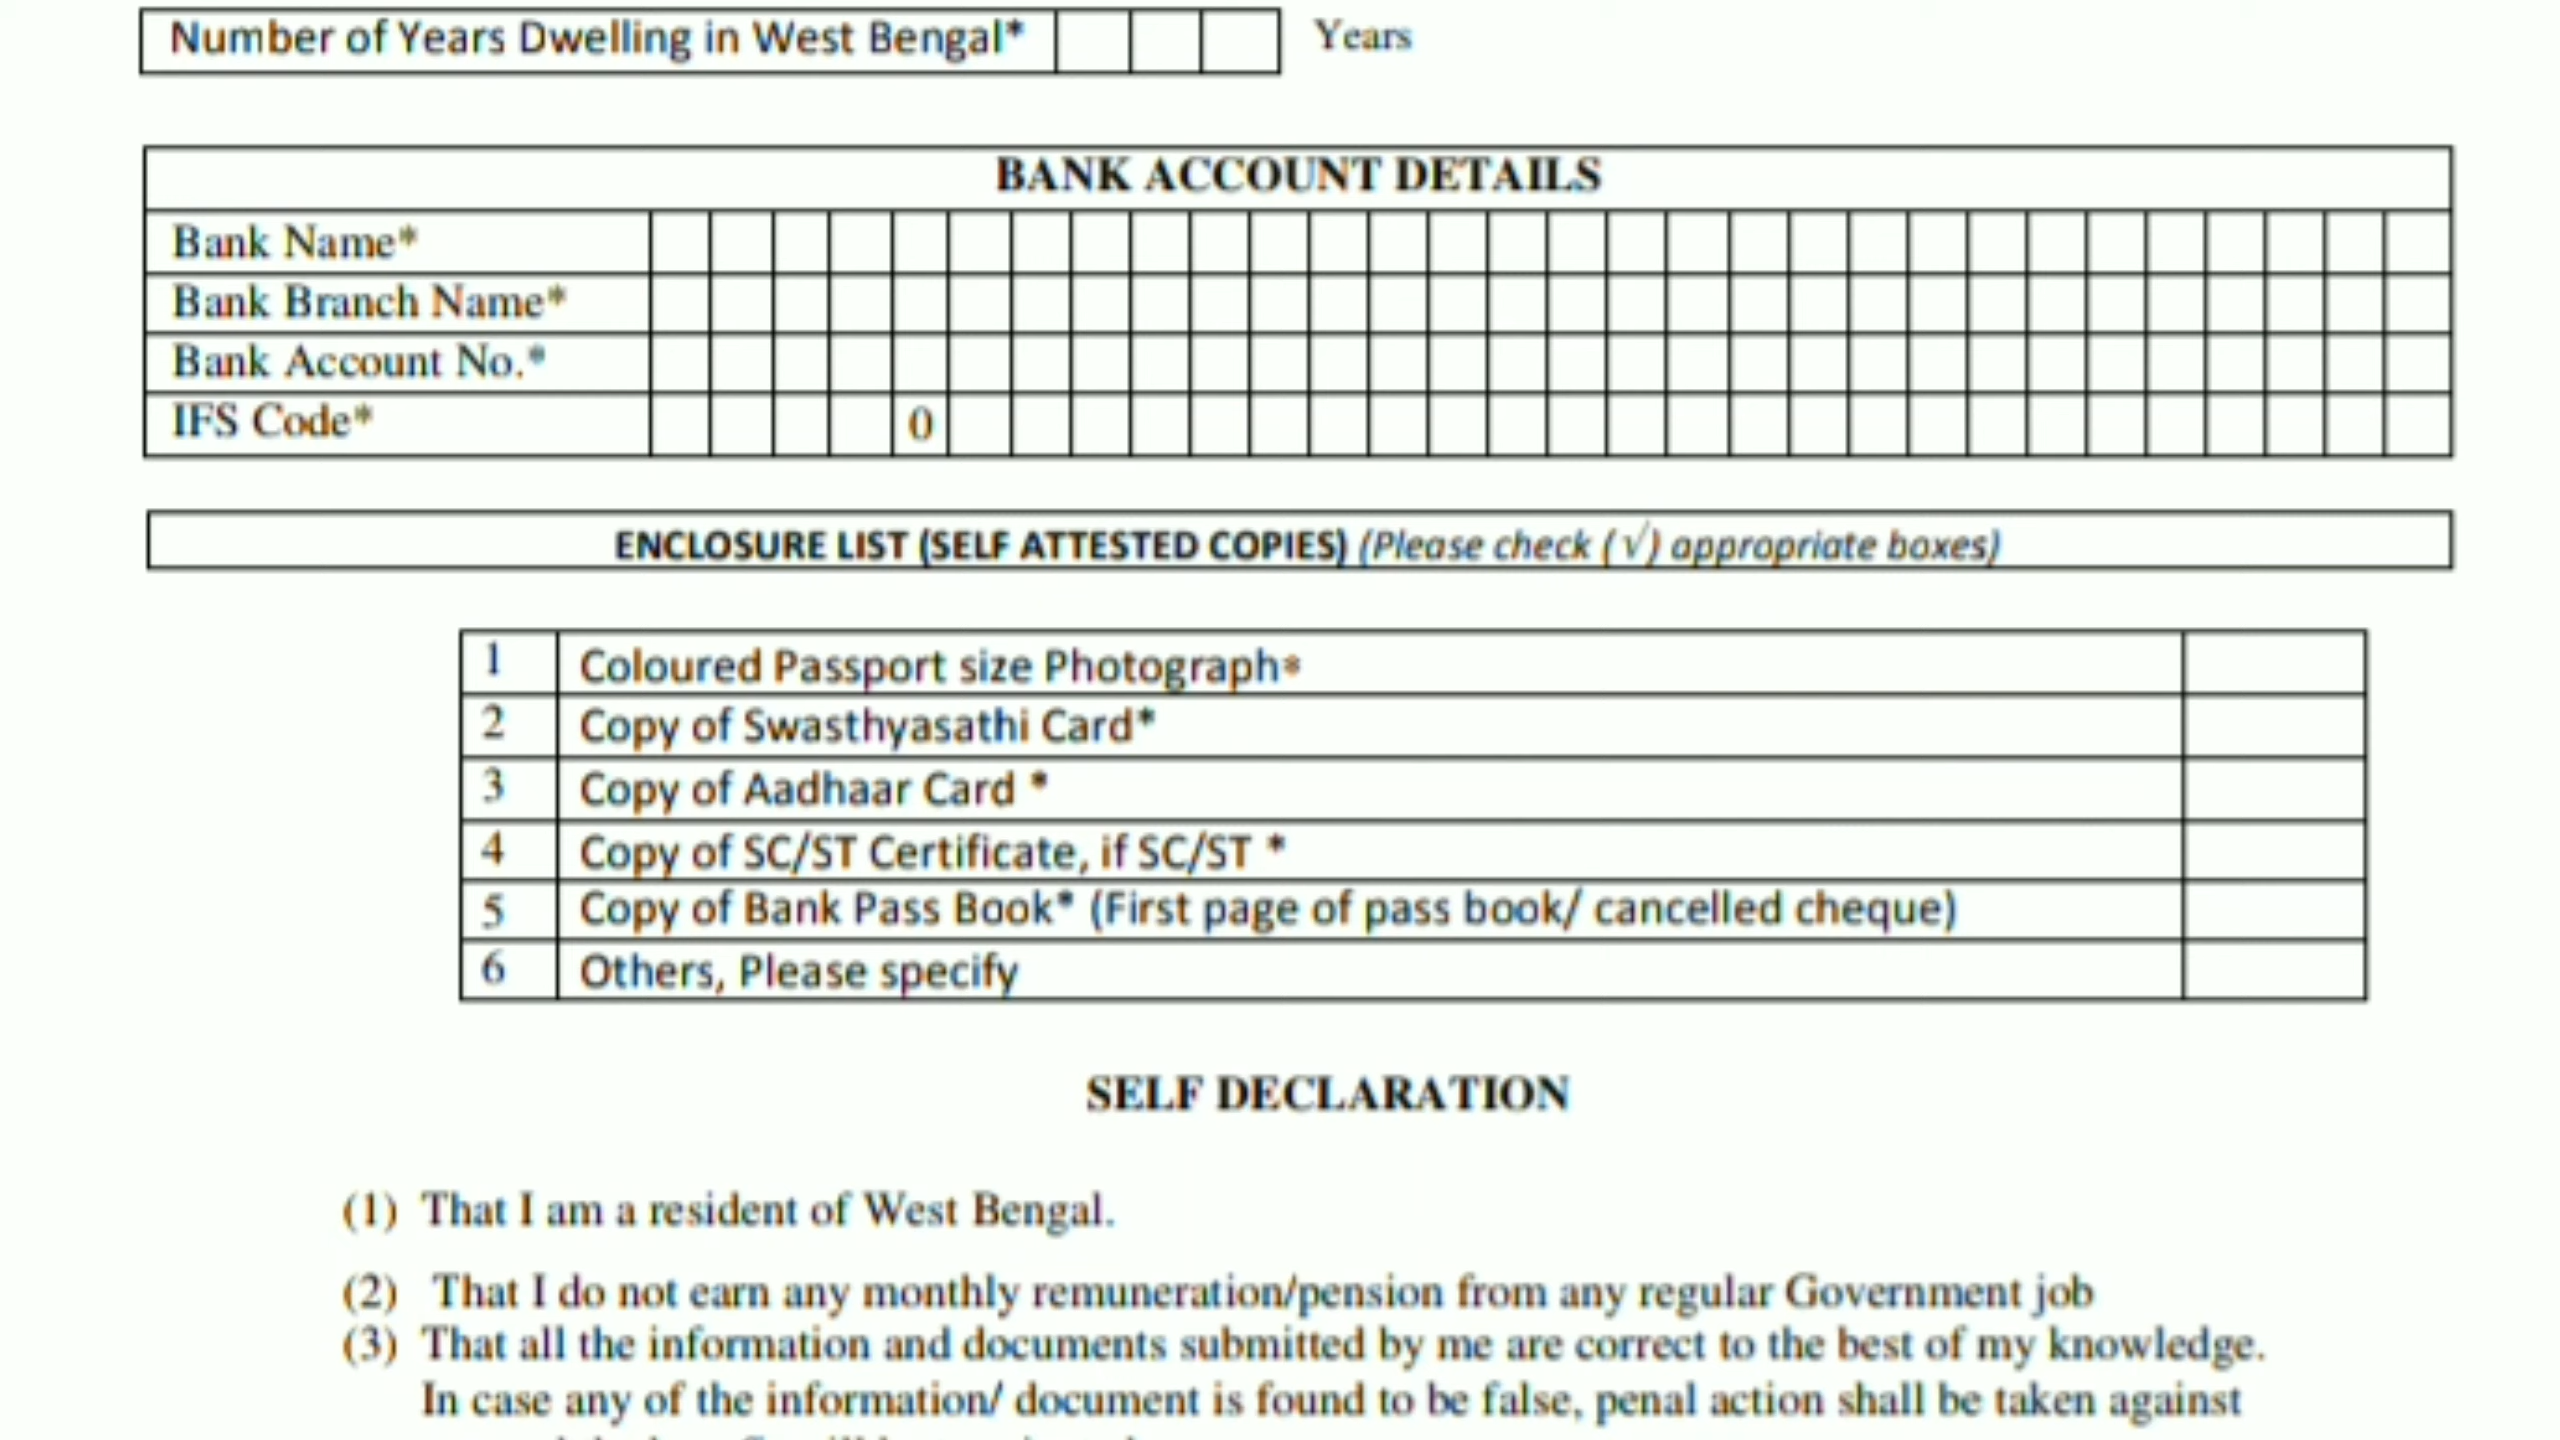 Number of Years Dwelling in West Bengal* Years
BANK ACCOUNT DETAILS
Bank Name*
Bank Branch Name*
Bank Account No.*
IFS Code* 0
ENCLOSURE LIST (SELF ATTESTED COPIES) (Please check (√) appropriate boxes)
1 Coloured Passport size Photograph*
2 Copy of Swasthyasathi Card*
3 Copy of Aadhaar Card *
4 Copy of SC/ST Certificate, if SC/ST *
5 Copy of Bank Pass Book* (First page of pass book/ cancelled cheque)
6 Others, Please specify
SELF DECLARATION
(1) That I am a resident of West Bengal.
(2) That I do not earn any monthly remuneration/pension from any regular Government job
(3) That all the information and documents submitted by me are correct to the best of my knowledge.
In case any of the information/ document is found to be false, penal action shall be taken against